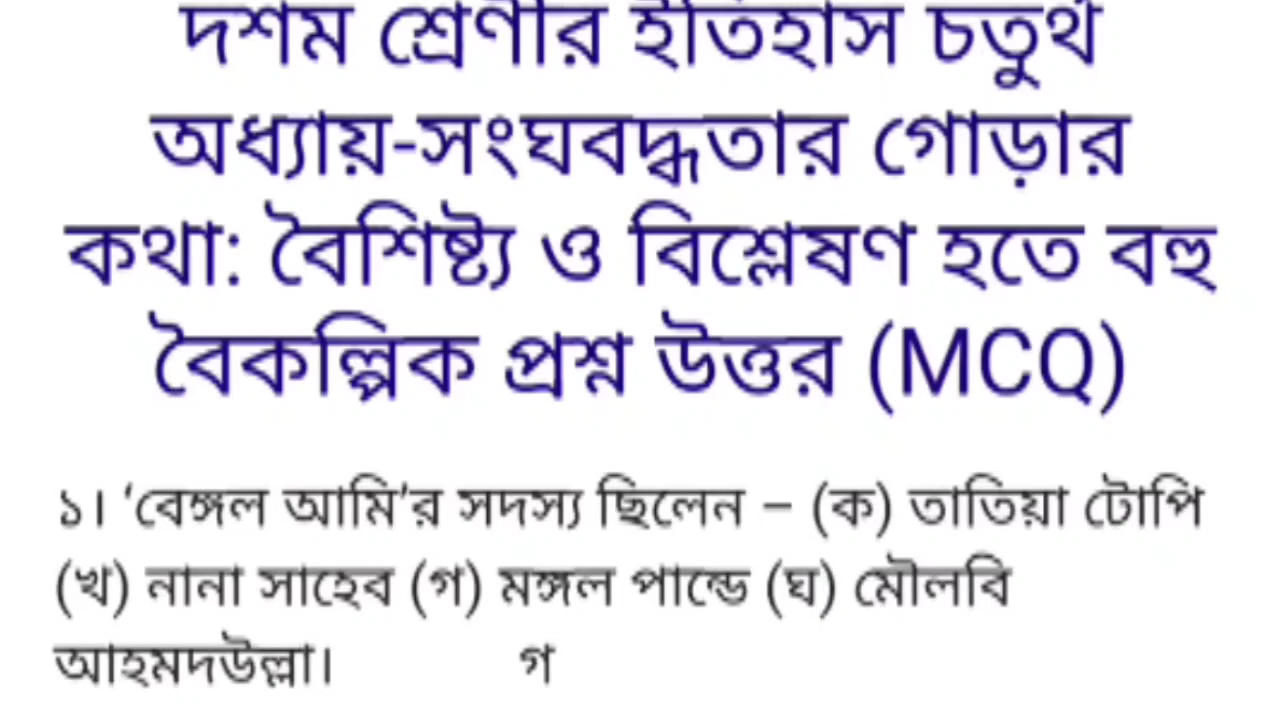 দশম শ্রেণীর ইতিহাস চতুর্থ
অধ্যায়-সংঘবদ্ধতার গোড়ার
কথা: বৈশিষ্ট্য ও বিশ্লেষণ হতে বহু
বৈকল্পিক প্রশ্ন উত্তর (MCQ)
১। ‘বেঙ্গল আমি’র সদস্য ছিলেন – (ক) তাতিয়া টোপি
(খ) নানা সাহেব (গ) মঙ্গল পান্ডে (ঘ) মৌলবি
আহমদউল্লা। গ